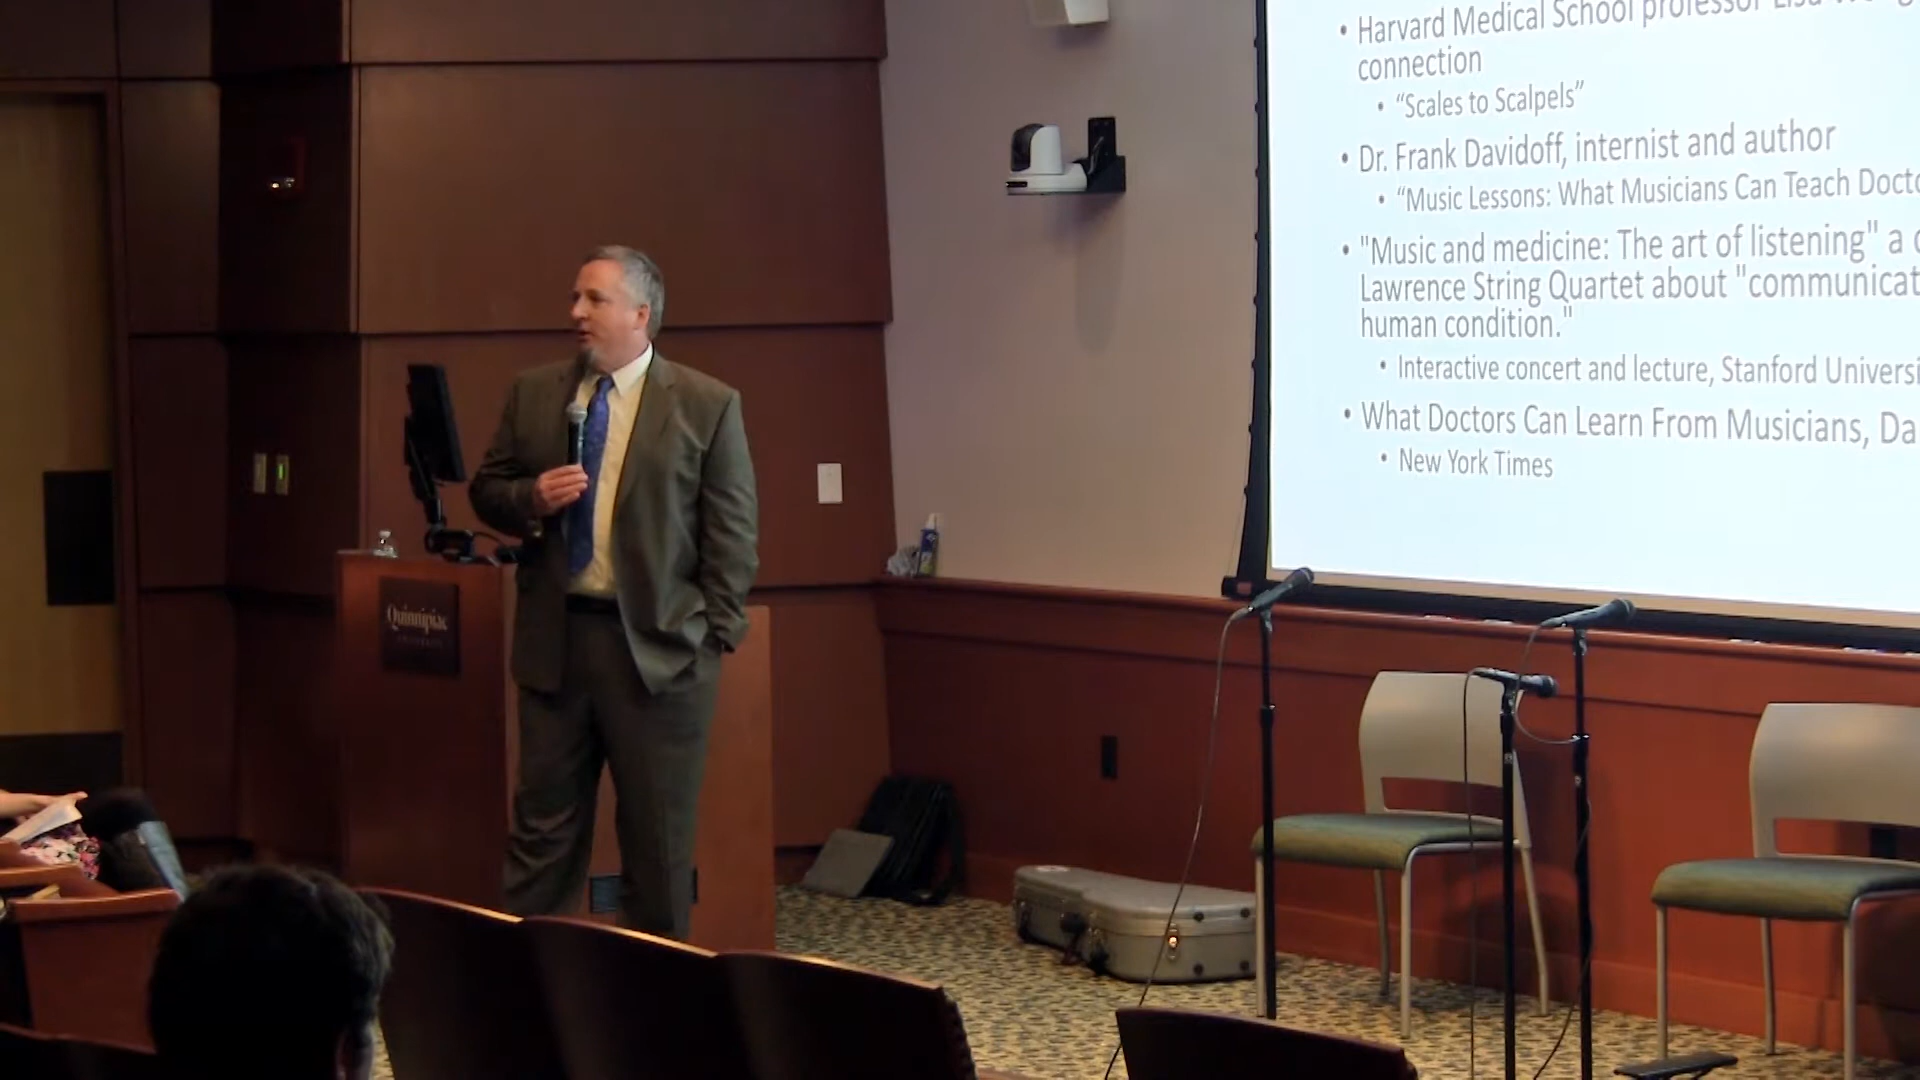 Harvard Medical School professor Lisa
connection
“Scales to Scalpels”
Dr. Frank Davidoff, internist and author
“Music Lessons: What Musicians Can Teach
"Music and medicine: The art of listening" a
Lawrence String Quartet about
human condition."
Interactive concert and lecture, Stanford
What Doctors Can Learn From Musicians,
New York Times
Quinnipiac
UNIVERSITY